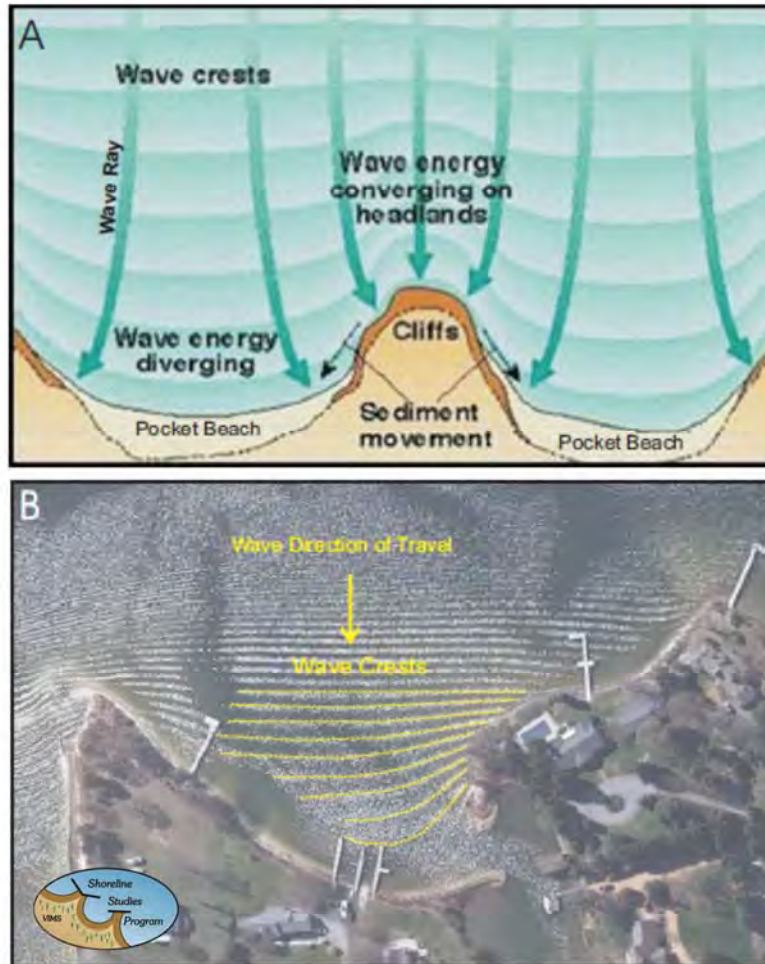 A
Wave crests
Wave Ray
Wave energy
converging on
headlands
Wave energy
diverging
Cliffs
Sediment
movement
Pocket Beach
Pocket Beach
B
Wave Direction of Travel
Wave Crests
Shoreline
Studies
VIMS
Program